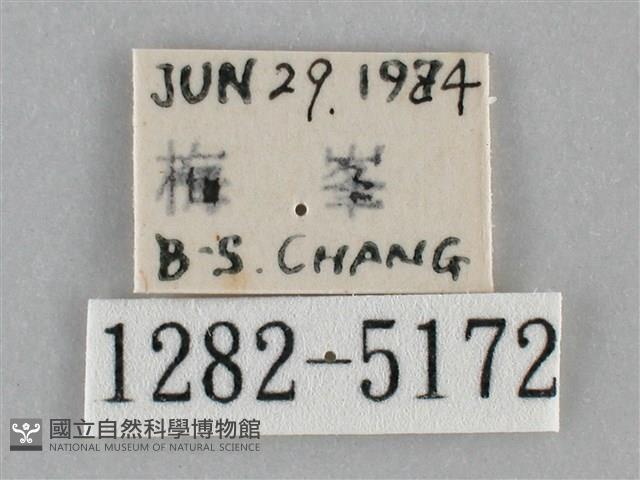 JUN 29. 1984
梅 峯
B-S. CHANG
1282-5172
國立自然科學博物館
NATIONAL MUSEUM OF NATURAL SCIENCE